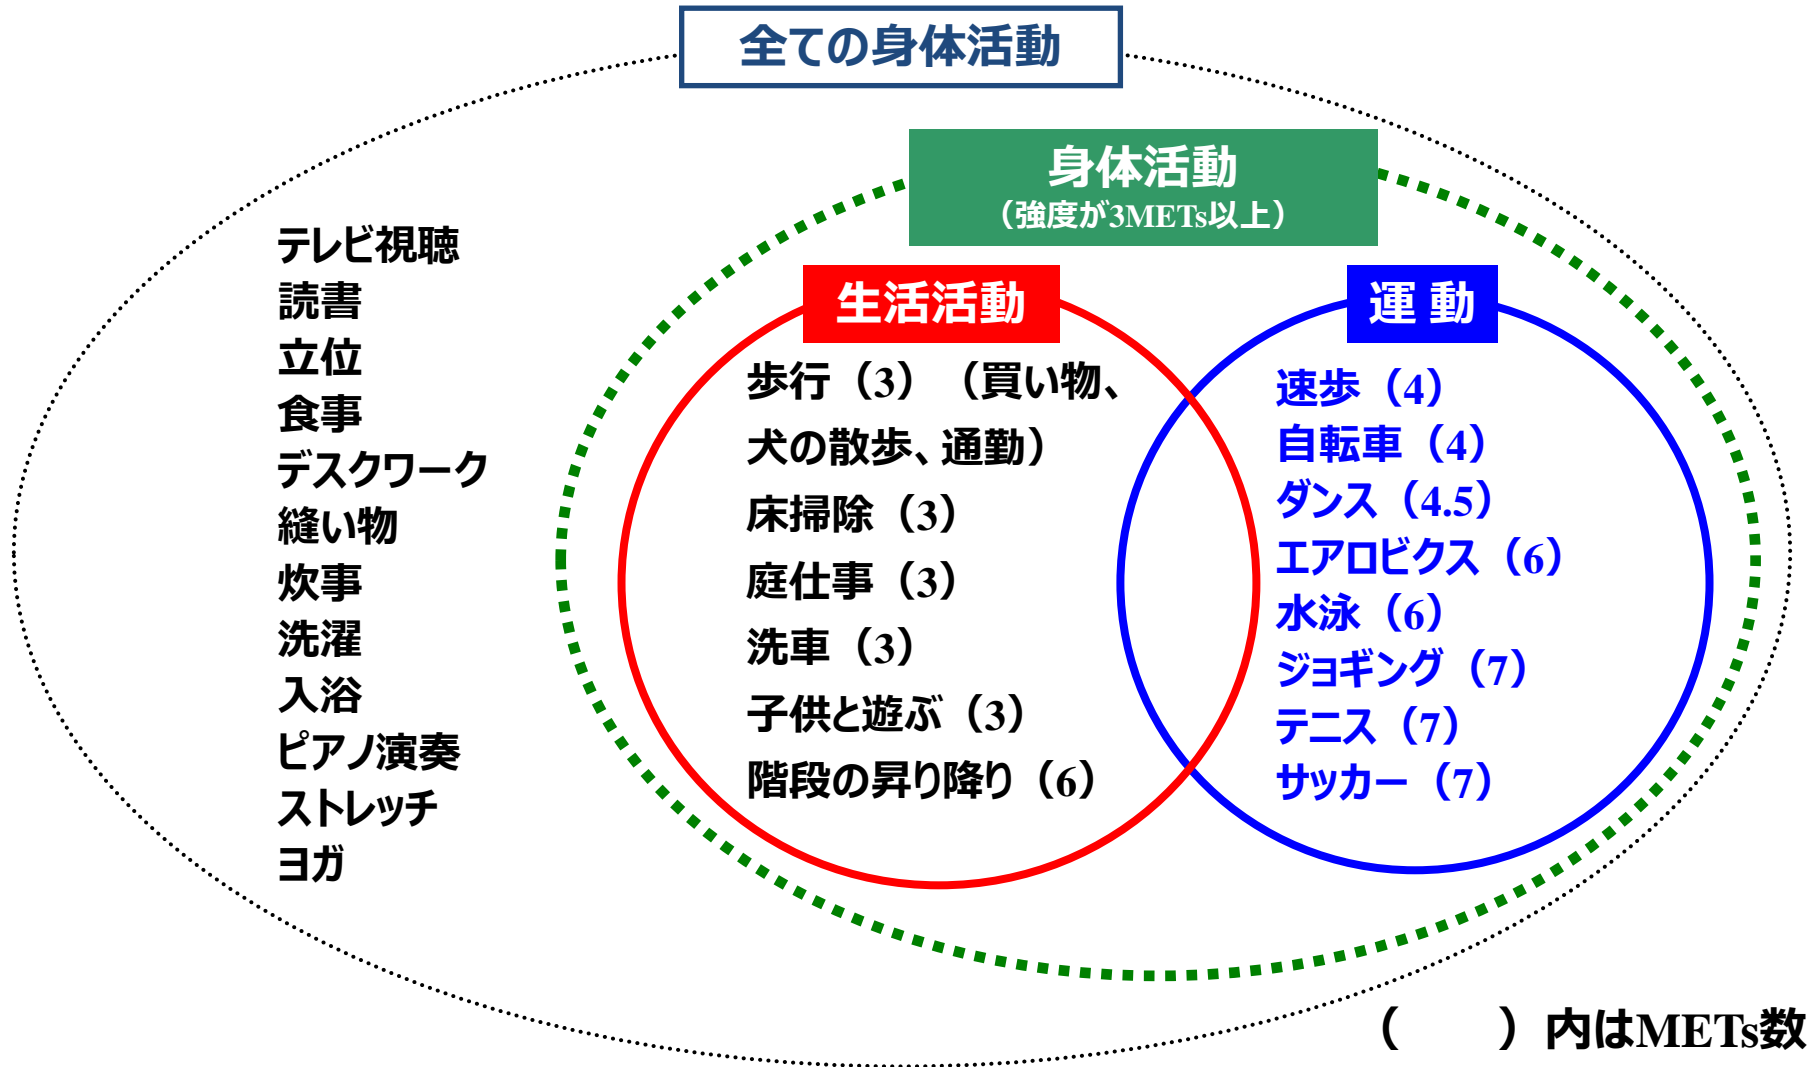 全ての身体活動
身体活動
（強度が3METs以上）
テレビ視聴
読書
立位
食事
デスクワーク
縫い物
炊事
洗濯
入浴
ピアノ演奏
ストレッチ
ヨガ
生活活動
歩行（3）（買い物、
犬の散歩、通勤）
床掃除（3）
庭仕事（3）
洗車（3）
子供と遊ぶ（3）
階段の昇り降り（6）
運 動
速歩（4）
自転車（4）
ダンス（4.5）
エアロビクス（6）
水泳（6）
ジョギング（7）
テニス（7）
サッカー（7）
（　　）内はMETs数